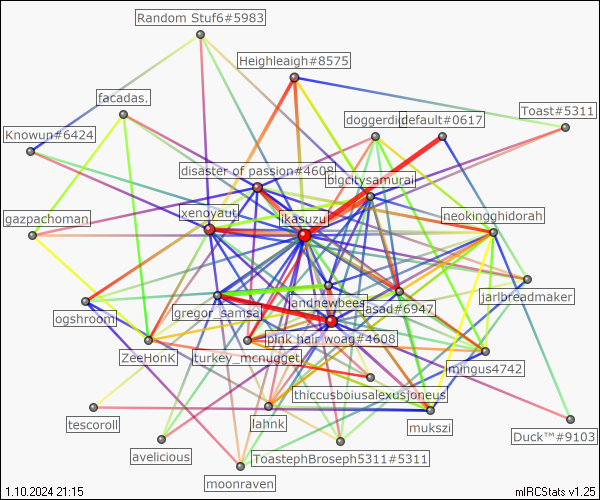 Random Stuf6#5983
Heighleaigh#8575
facadas.
Toast#5311
doggerdi
default#0617
Knowun#6424
disaster of passion#4608
bigcitysamurai
xenoyaut
likasuzu
neokingghidorah
gazpachoman
jarlbreadmaker
jandnewbees
gregor_samsa
asad#6947
ogshroom
pink hair woag#4608
ZeeHonk
turkey_mcnugget
mingus4742
thiccusboiusalexusjoneus
tescoroll
lahnk
mukszi
Duck™#9103
avelicious
ToastephBroseph5311#5311
moonraven
1.10.2024 21:15
mIRCStats v1.25